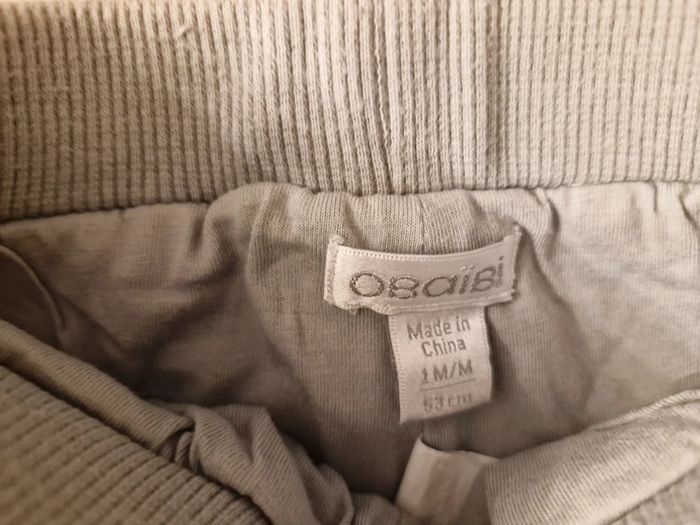 OBAÏBI
Made in
China
1 M/M
53 cm